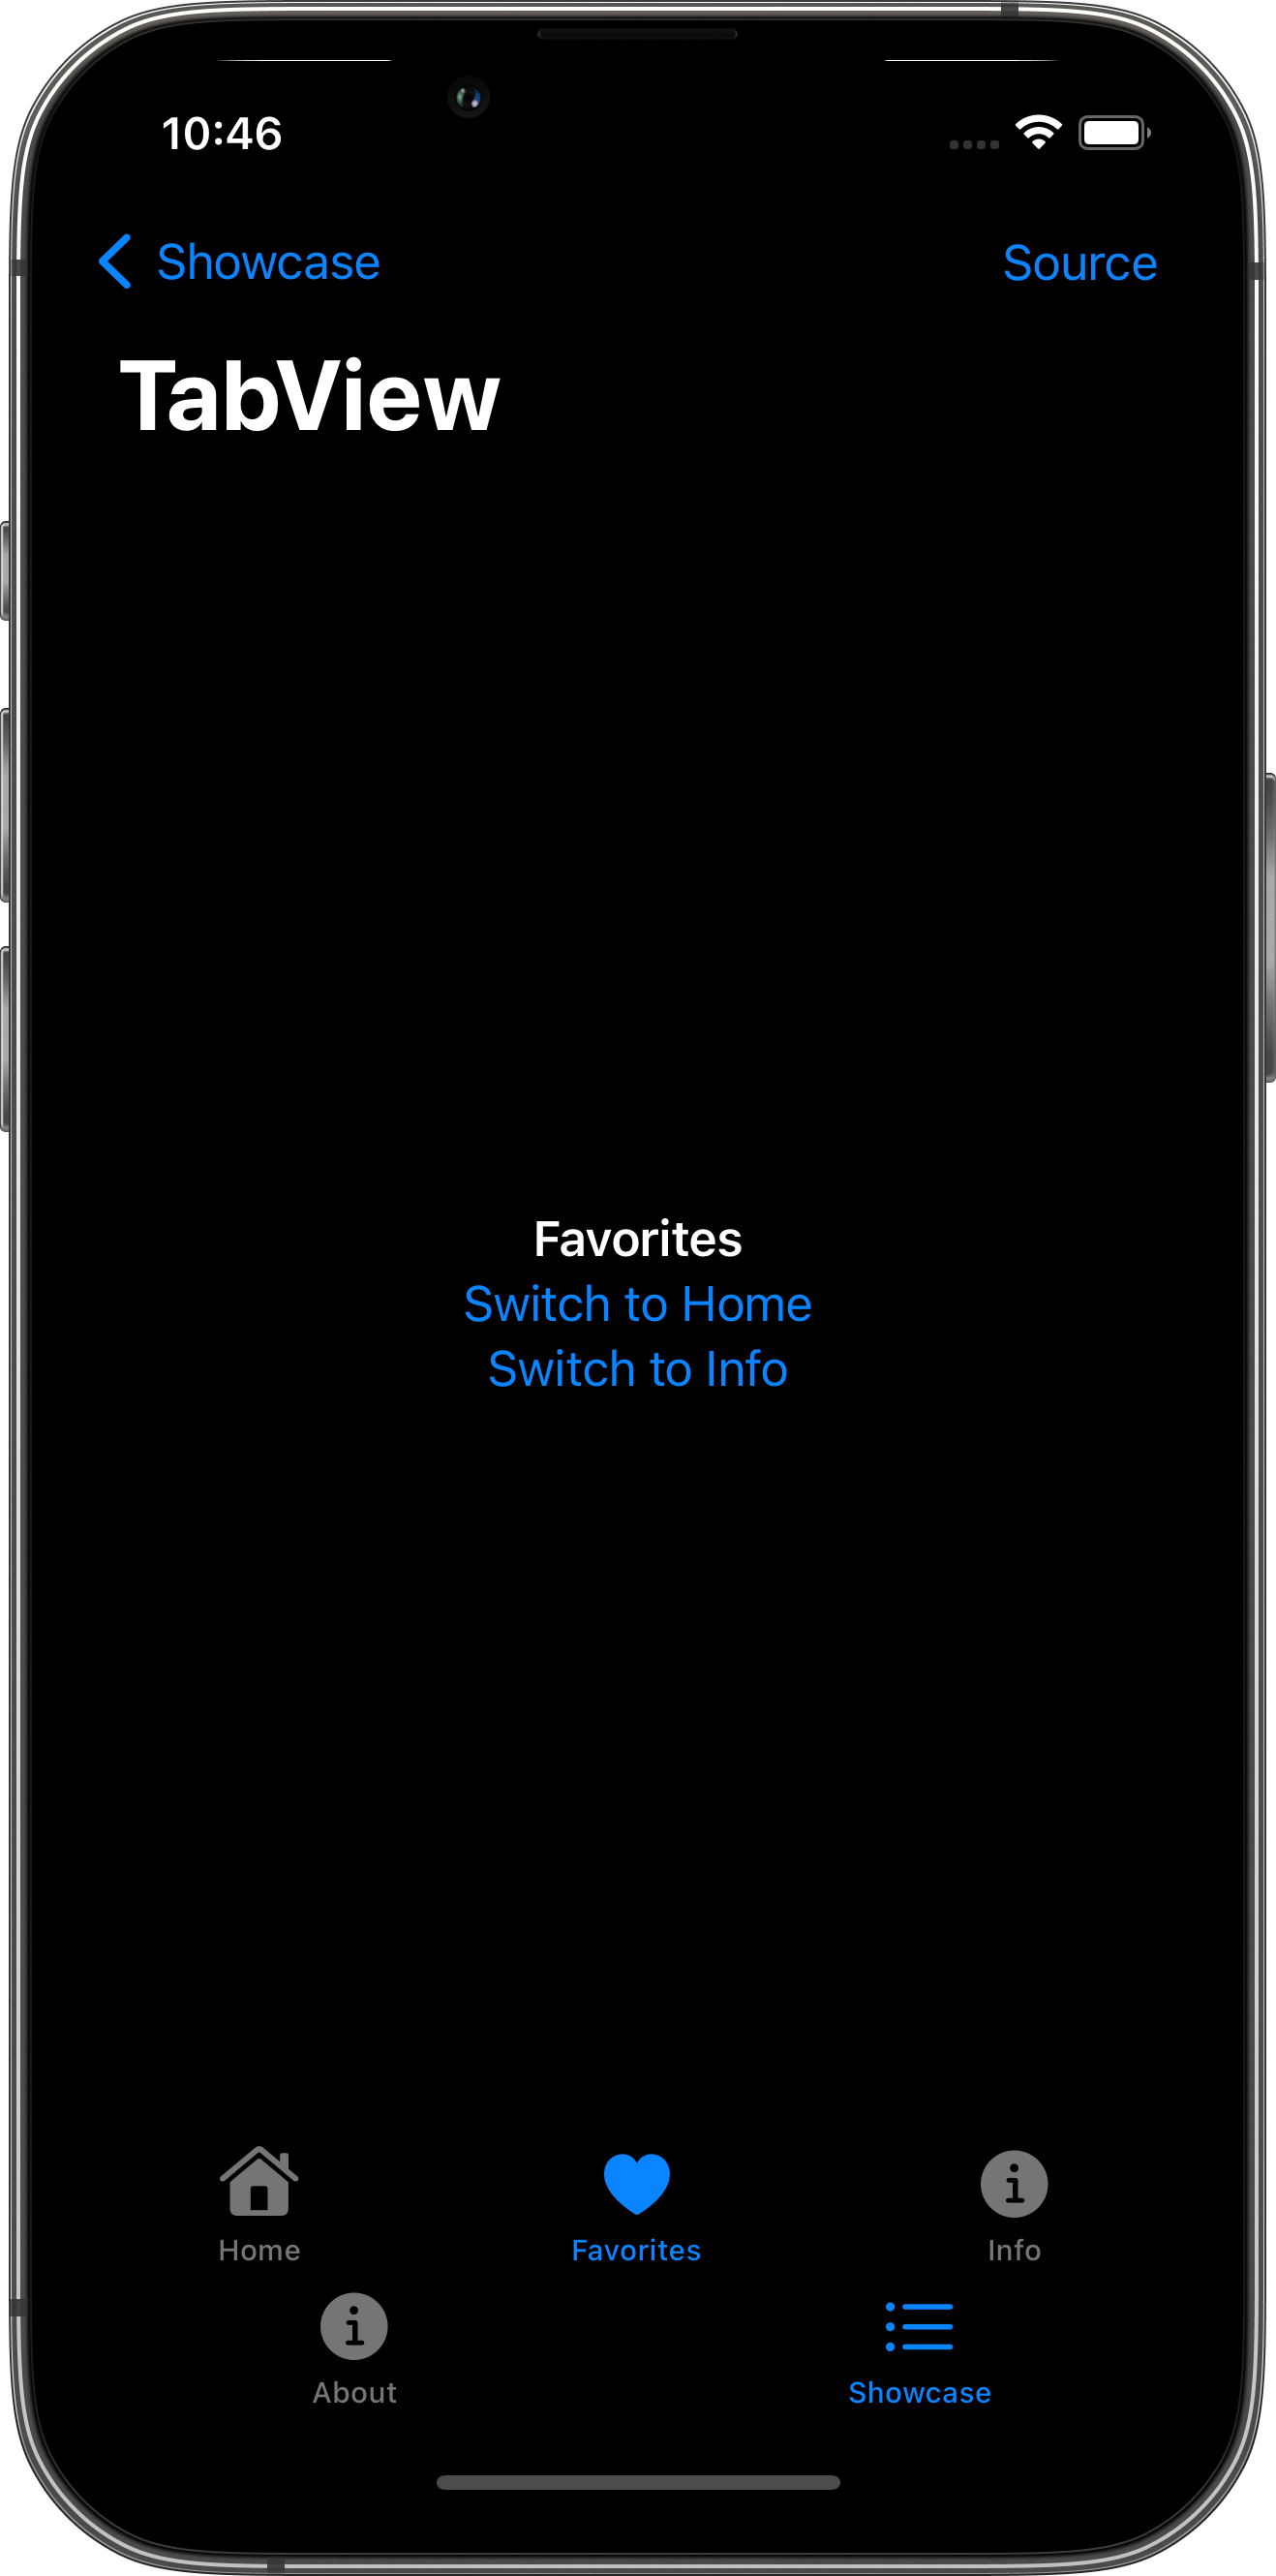 10:46
Showcase
Source
TabView
Favorites
Switch to Home
Switch to Info
Home
Favorites
Info
About
Showcase